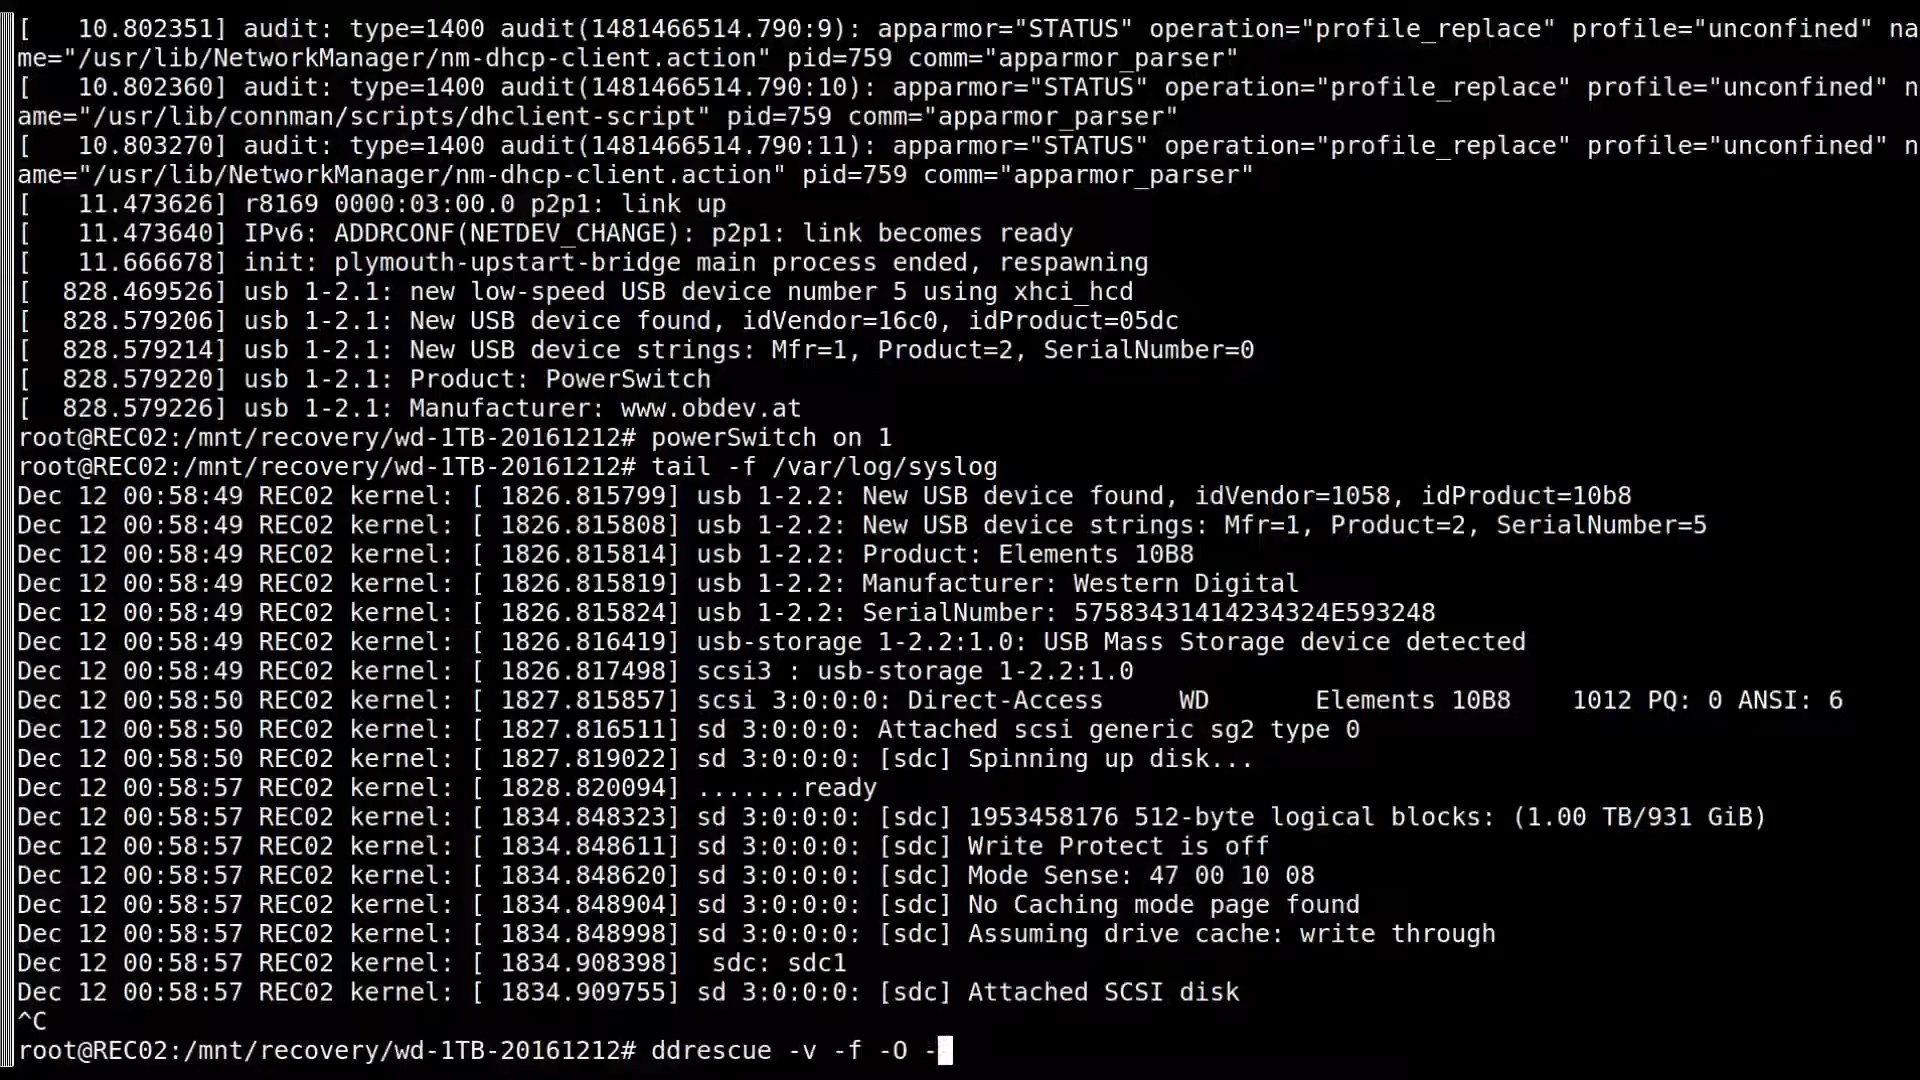 [   10.802351] audit: type=1400 audit(1481466514.790:9): apparmor="STATUS" operation="profile_replace" profile="unconfined" na
me="/usr/lib/NetworkManager/nm-dhcp-client.action" pid=759 comm="apparmor_parser"
[   10.802360] audit: type=1400 audit(1481466514.790:10): apparmor="STATUS" operation="profile_replace" profile="unconfined" n
ame="/usr/lib/connman/scripts/dhclient-script" pid=759 comm="apparmor_parser"
[   10.803270] audit: type=1400 audit(1481466514.790:11): apparmor="STATUS" operation="profile_replace" profile="unconfined" n
ame="/usr/lib/NetworkManager/nm-dhcp-client.action" pid=759 comm="apparmor_parser"
[   11.473626] r8169 0000:03:00.0 p2p1: link up
[   11.473640] IPv6: ADDRCONF(NETDEV_CHANGE): p2p1: link becomes ready
[   11.666678] init: plymouth-upstart-bridge main process ended, respawning
[  828.469526] usb 1-2.1: new low-speed USB device number 5 using xhci_hcd
[  828.579206] usb 1-2.1: New USB device found, idVendor=16c0, idProduct=05dc
[  828.579214] usb 1-2.1: New USB device strings: Mfr=1, Product=2, SerialNumber=0
[  828.579220] usb 1-2.1: Product: PowerSwitch
[  828.579226] usb 1-2.1: Manufacturer: www.obdev.at
root@REC02:/mnt/recovery/wd-1TB-20161212# powerSwitch on 1
root@REC02:/mnt/recovery/wd-1TB-20161212# tail -f /var/log/syslog
Dec 12 00:58:49 REC02 kernel: [ 1826.815799] usb 1-2.2: New USB device found, idVendor=1058, idProduct=10b8
Dec 12 00:58:49 REC02 kernel: [ 1826.815808] usb 1-2.2: New USB device strings: Mfr=1, Product=2, SerialNumber=5
Dec 12 00:58:49 REC02 kernel: [ 1826.815814] usb 1-2.2: Product: Elements 10B8
Dec 12 00:58:49 REC02 kernel: [ 1826.815819] usb 1-2.2: Manufacturer: Western Digital
Dec 12 00:58:49 REC02 kernel: [ 1826.815824] usb 1-2.2: SerialNumber: 57583431414234324E593248
Dec 12 00:58:49 REC02 kernel: [ 1826.816419] usb-storage 1-2.2:1.0: USB Mass Storage device detected
Dec 12 00:58:49 REC02 kernel: [ 1826.817498] scsi3 : usb-storage 1-2.2:1.0
Dec 12 00:58:50 REC02 kernel: [ 1827.815857] scsi 3:0:0:0: Direct-Access     WD       Elements 10B8    1012 PQ: 0 ANSI: 6
Dec 12 00:58:50 REC02 kernel: [ 1827.816511] sd 3:0:0:0: Attached scsi generic sg2 type 0
Dec 12 00:58:50 REC02 kernel: [ 1827.819022] sd 3:0:0:0: [sdc] Spinning up disk...
Dec 12 00:58:57 REC02 kernel: [ 1828.820094] .......ready
Dec 12 00:58:57 REC02 kernel: [ 1834.848323] sd 3:0:0:0: [sdc] 1953458176 512-byte logical blocks: (1.00 TB/931 GiB)
Dec 12 00:58:57 REC02 kernel: [ 1834.848611] sd 3:0:0:0: [sdc] Write Protect is off
Dec 12 00:58:57 REC02 kernel: [ 1834.848620] sd 3:0:0:0: [sdc] Mode Sense: 47 00 10 08
Dec 12 00:58:57 REC02 kernel: [ 1834.848904] sd 3:0:0:0: [sdc] No Caching mode page found
Dec 12 00:58:57 REC02 kernel: [ 1834.848998] sd 3:0:0:0: [sdc] Assuming drive cache: write through
Dec 12 00:58:57 REC02 kernel: [ 1834.908398]  sdc: sdc1
Dec 12 00:58:57 REC02 kernel: [ 1834.909755] sd 3:0:0:0: [sdc] Attached SCSI disk
^C
root@REC02:/mnt/recovery/wd-1TB-20161212# ddrescue -v -f -O -